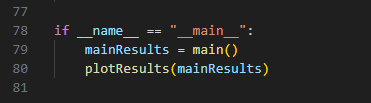 77
78 if __name__ == "__main__":
79     mainResults = main()
80     plotResults(mainResults)
81